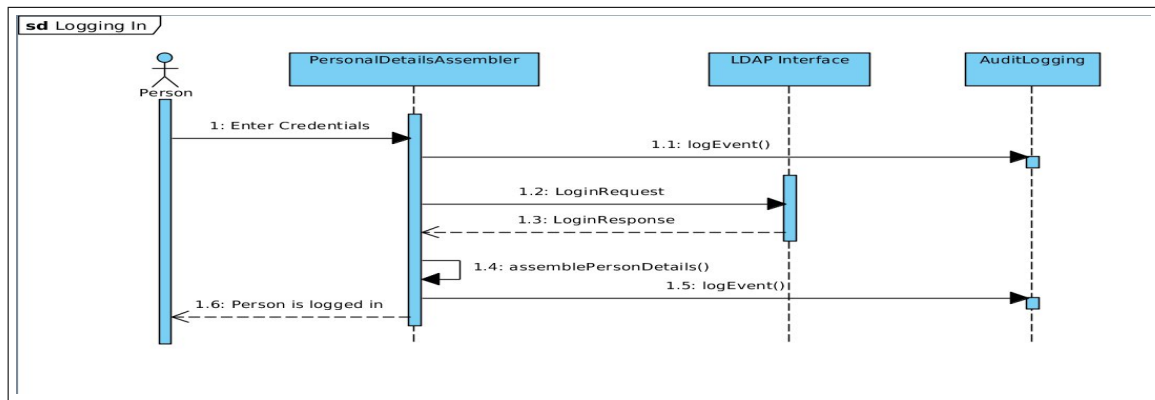 sd Logging In
PersonalDetailsAssembler
LDAP Interface
AuditLogging
Person
1: Enter Credentials
1.1: logEvent()
1.2: LoginRequest
1.3: LoginResponse
1.4: assemblePersonDetails()
1.5: logEvent()
1.6: Person is logged in